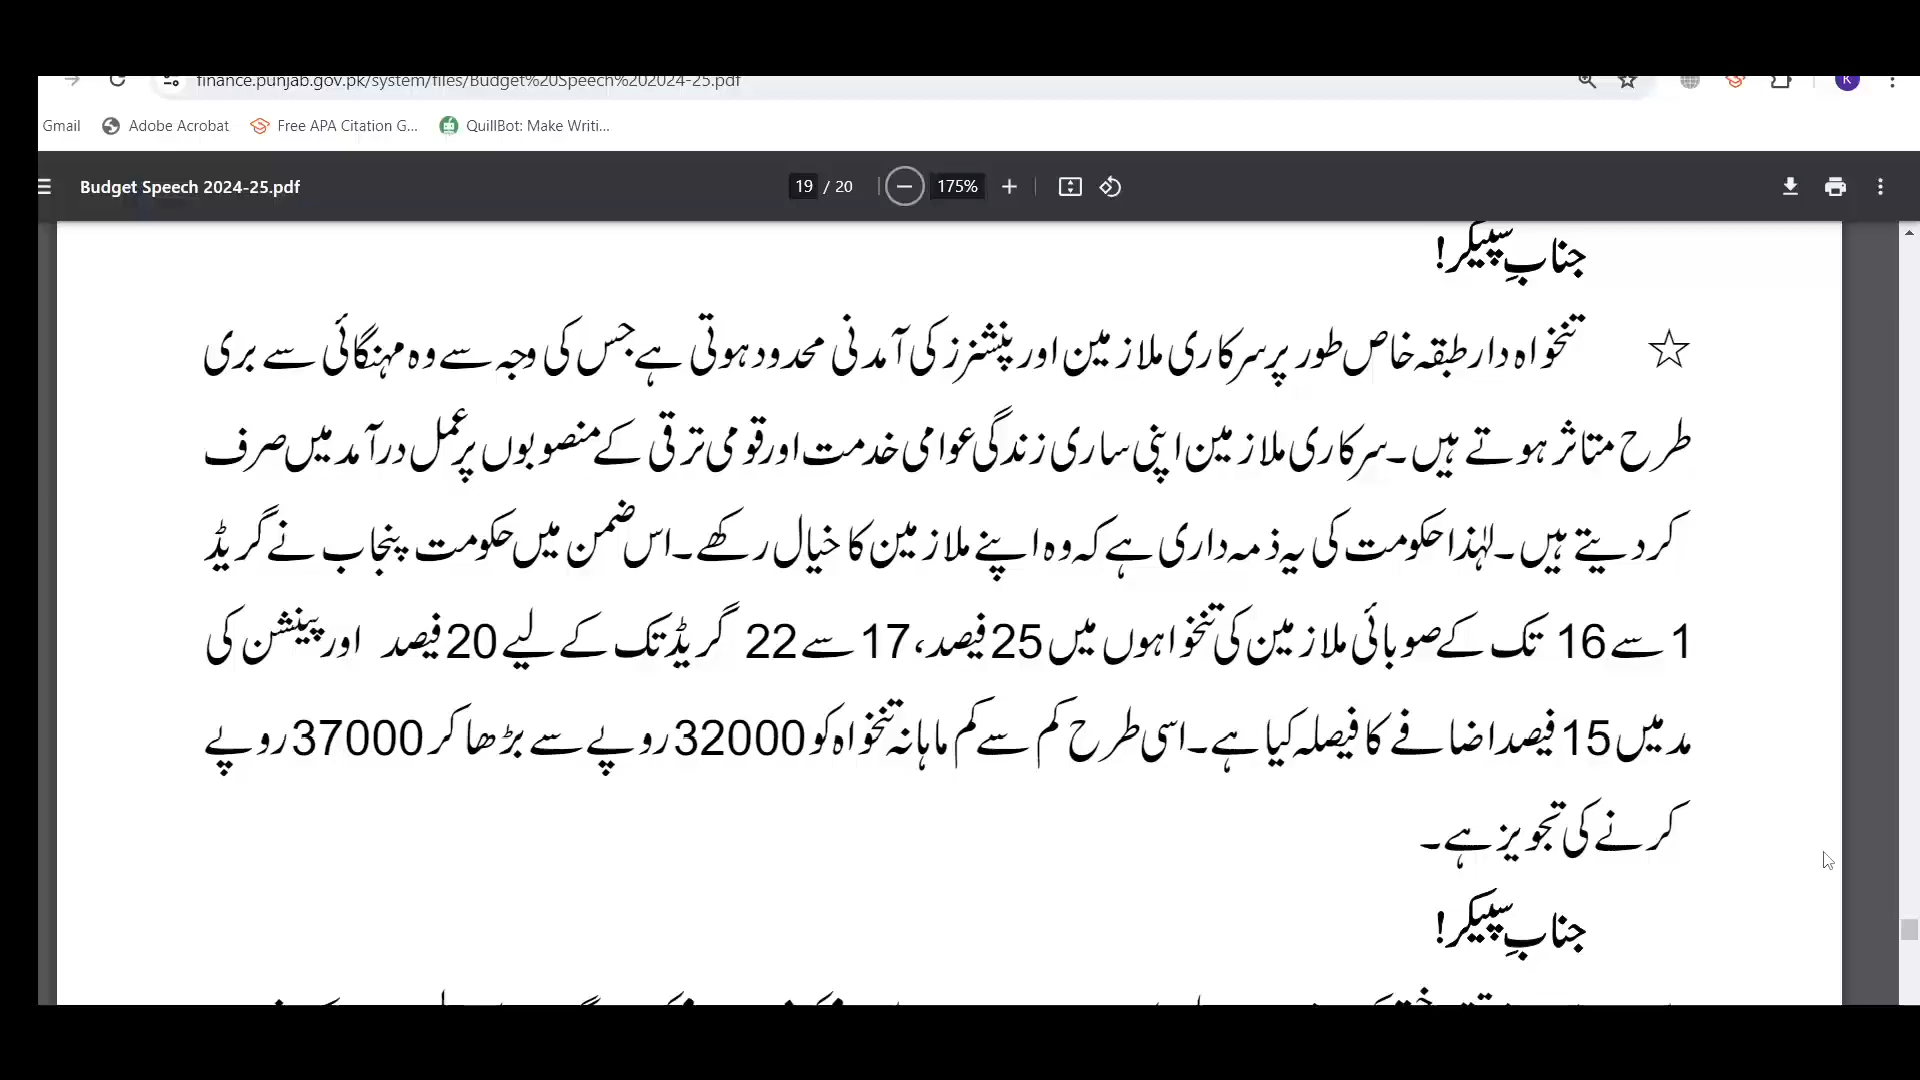 finance.punjab.gov.pk/system/files/Budget%20Speech%202024-25.pdf
K
Gmail Adobe Acrobat Free APA Citation G... QuillBot: Make Writi...
Budget Speech 2024-25.pdf 19 / 20 175%
جنابِ سپیکر!
تنخواہ دار طبقہ خاص طور پر سرکاری ملازمین اور پنشنرز کی آمدنی محدود ہوتی ہے جس کی وجہ سے وہ مہنگائی سے بری
طرح متاثر ہوتے ہیں۔ سرکاری ملازمین اپنی ساری زندگی عوامی خدمت اور قومی ترقی کے منصوبوں پر عمل درآمد میں صرف
کر دیتے ہیں۔ لہٰذا حکومت کی یہ ذمہ داری ہے کہ وہ اپنے ملازمین کا خیال رکھے۔ اس ضمن میں حکومت پنجاب نے گریڈ
1 سے 16 تک کے صوبائی ملازمین کی تنخواہوں میں 25 فیصد، 17 سے 22 گریڈ تک کے لیے 20 فیصد اور پینشن کی
مد میں 15 فیصد اضافے کا فیصلہ کیا ہے۔ اسی طرح کم سے کم ماہانہ تنخواہ کو 32000 روپے سے بڑھا کر 37000 روپے
کرنے کی تجویز ہے۔
جنابِ سپیکر!